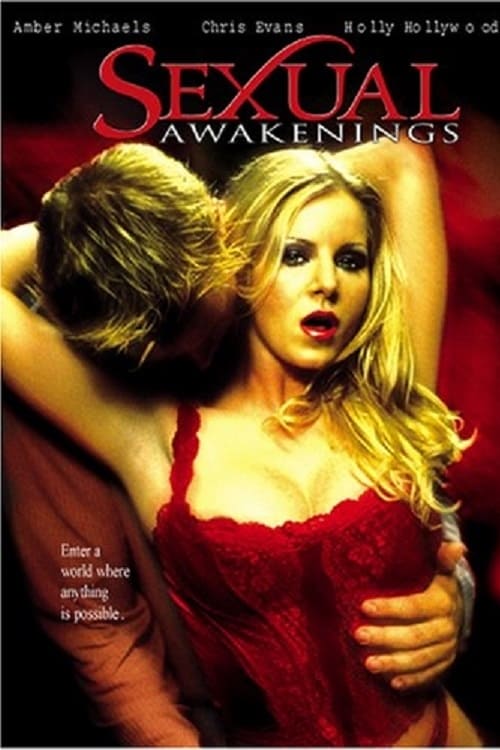 Amber Michaels Chris Evans Holly Hollywood
SEXUAL
AWAKENINGS
Enter a
world where
anything
is possible.